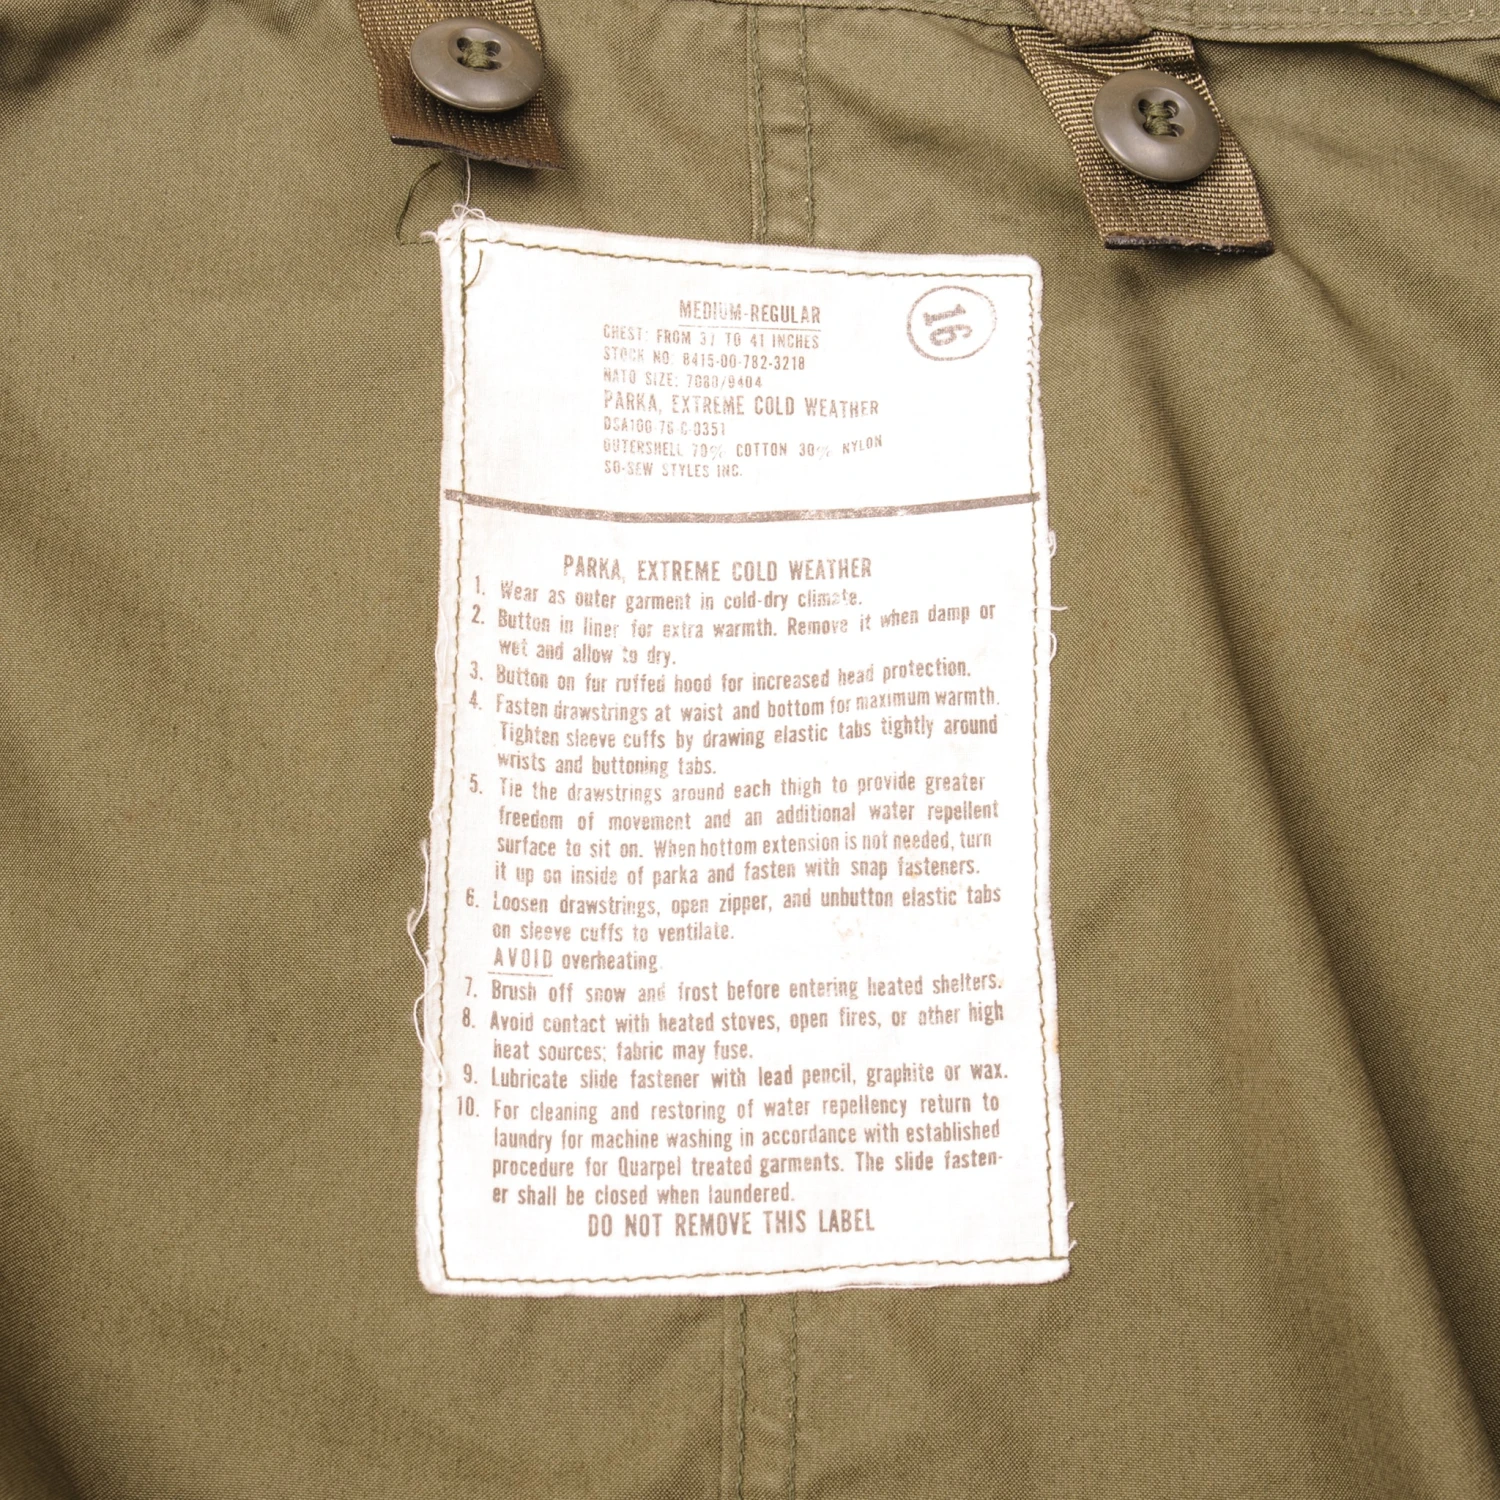 16
MEDIUM-REGULAR
CHEST: FROM 37 TO 41 INCHES
STOCK NO: 8415-00-782-3218
NATO SIZE: 7080/9404
PARKA, EXTREME COLD WEATHER
DSA100-76-C-0351
OUTERSHELL 70% COTTON 30% NYLON
SO-SEW STYLES INC.
PARKA, EXTREME COLD WEATHER
1. Wear as outer garment in cold-dry climate.
2. Button in liner for extra warmth. Remove it when damp or
wet and allow to dry.
3. Button on fur ruffed hood for increased head protection.
4. Fasten drawstrings at waist and bottom for maximum warmth.
Tighten sleeve cuffs by drawing elastic tabs tightly around
wrists and buttoning tabs.
5. Tie the drawstrings around each thigh to provide greater
freedom of movement and an additional water repellent
surface to sit on. When bottom extension is not needed, turn
it up on inside of parka and fasten with snap fasteners.
6. Loosen drawstrings, open zipper, and unbutton elastic tabs
on sleeve cuffs to ventilate.
AVOID overheating.
7. Brush off snow and frost before entering heated shelters.
8. Avoid contact with heated stoves, open fires, or other high
heat sources; fabric may fuse.
9. Lubricate slide fastener with lead pencil, graphite or wax.
10. For cleaning and restoring of water repellency return to
laundry for machine washing in accordance with established
procedure for Quarpel treated garments. The slide fasten-
er shall be closed when laundered.
DO NOT REMOVE THIS LABEL